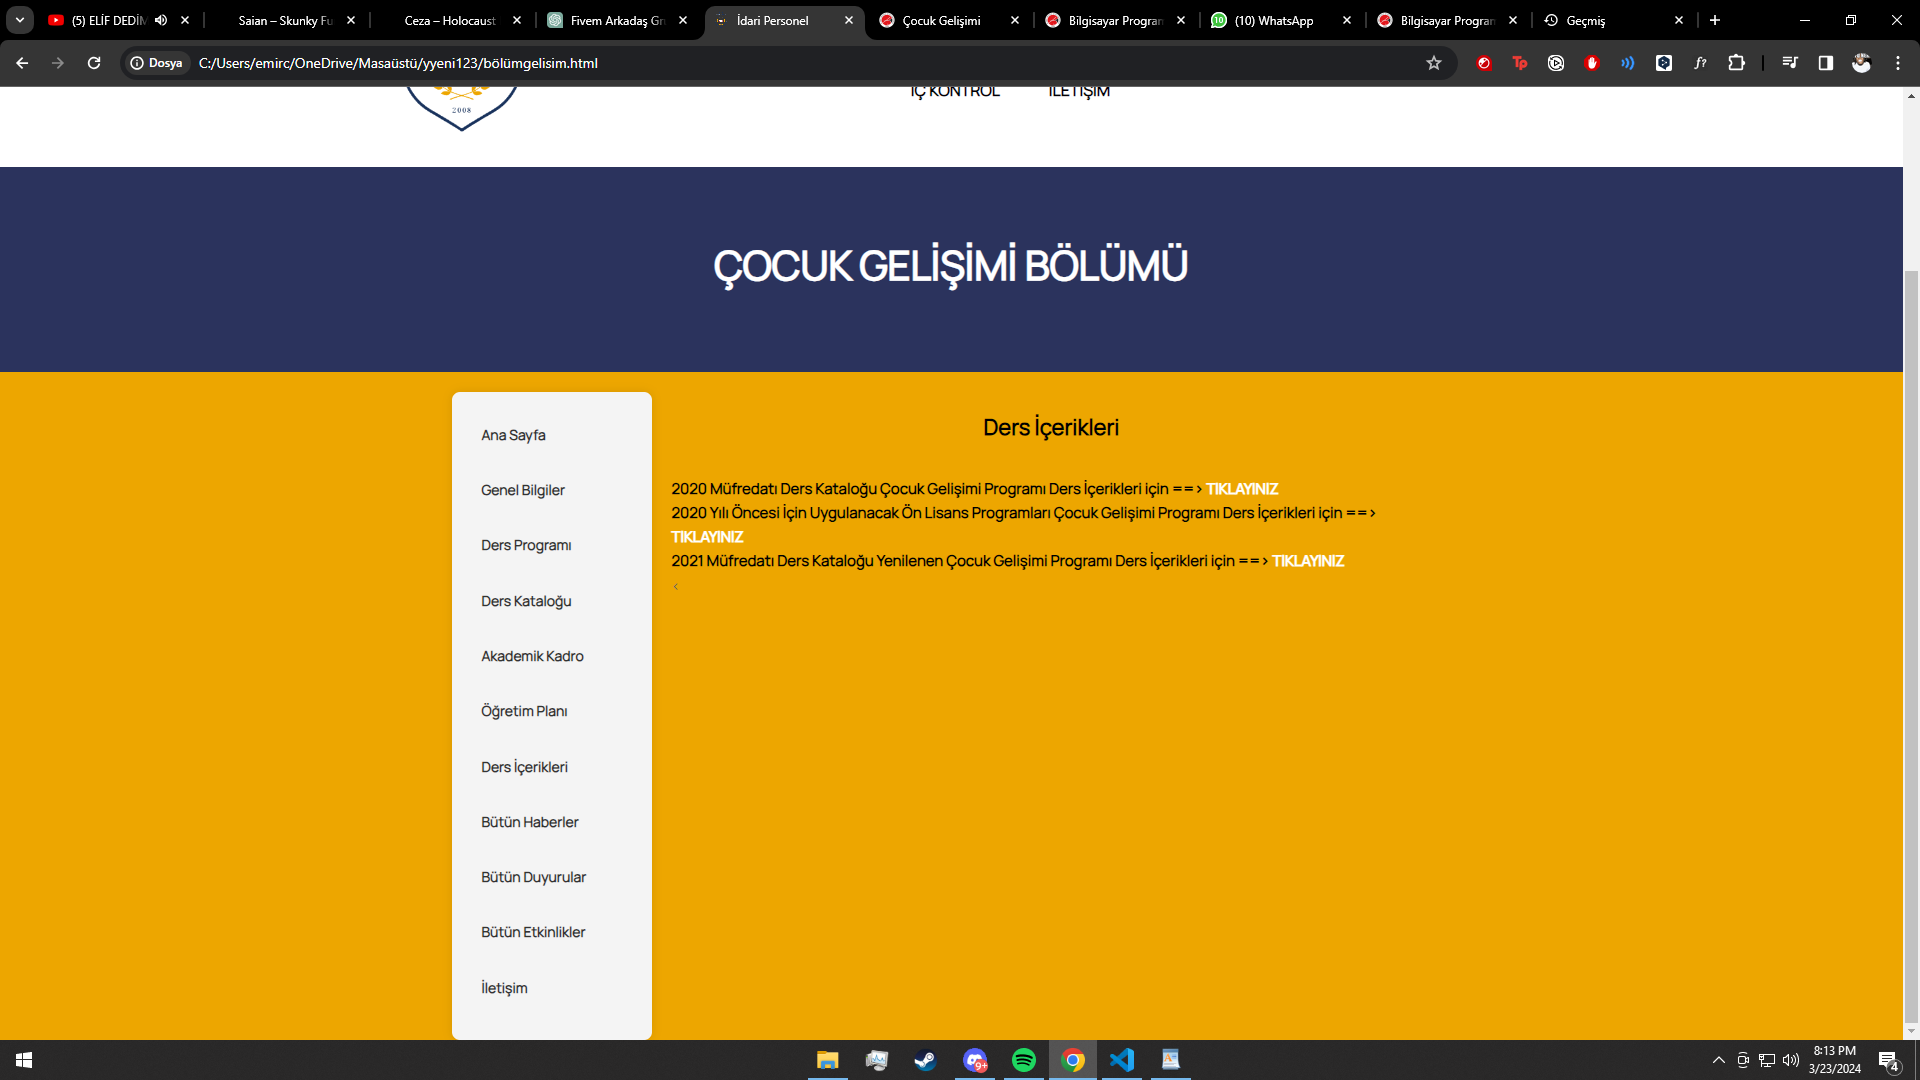 (5) ELİF DEDİM
Saian – Skunky Fu
Ceza – Holocaust
Fivem Arkadaş Gr
İdari Personel
Çocuk Gelişimi
Bilgisayar Program
(10) WhatsApp
Bilgisayar Program
Geçmiş
Dosya
C:/Users/emirc/OneDrive/Masaüstü/yyeni123/bölümgelisim.html
2008
İÇ KONTROL
İLETİŞİM
ÇOCUK GELİŞİMİ BÖLÜMÜ
Ana Sayfa
Genel Bilgiler
Ders Programı
Ders Kataloğu
Akademik Kadro
Öğretim Planı
Ders İçerikleri
Bütün Haberler
Bütün Duyurular
Bütün Etkinlikler
İletişim
Ders İçerikleri
2020 Müfredatı Ders Kataloğu Çocuk Gelişimi Programı Ders İçerikleri için ==> TIKLAYINIZ
2020 Yılı Öncesi İçin Uygulanacak Ön Lisans Programları Çocuk Gelişimi Programı Ders İçerikleri için ==>
TIKLAYINIZ
2021 Müfredatı Ders Kataloğu Yenilenen Çocuk Gelişimi Programı Ders İçerikleri için ==> TIKLAYINIZ
<
8:13 PM
3/23/2024
4